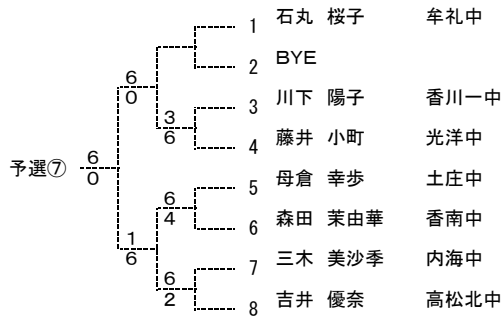 1 石丸 桜子 牟礼中
2 BYE
6
0
3 川下 陽子 香川一中
3
6
4 藤井 小町 光洋中
予選⑦
6
0
5 母倉 幸歩 土庄中
6
4
6 森田 茉由華 香南中
1
6
7 三木 美沙季 内海中
6
2
8 吉井 優奈 高松北中